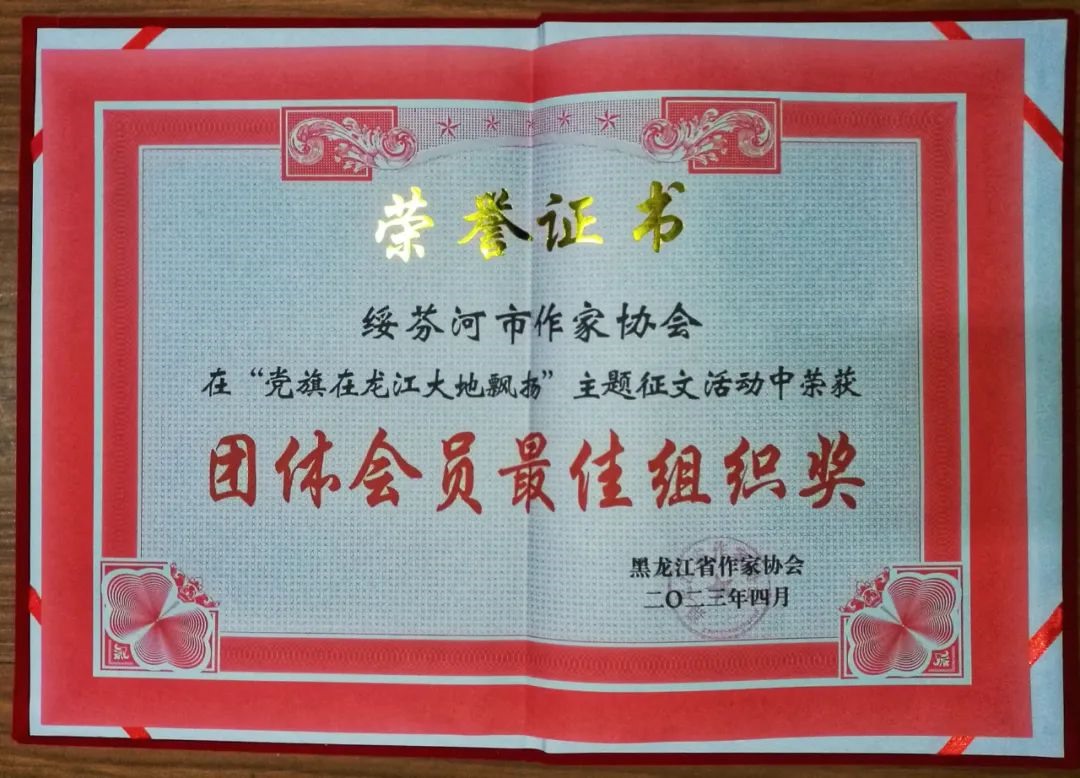 荣誉证书
绥芬河市作家协会
在“党旗在龙江大地飘扬”主题征文活动中荣获
团体会员最佳组织奖
黑龙江省作家协会
二〇二三年四月